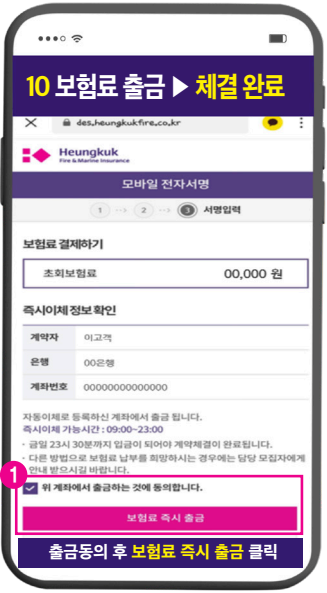 10 보험료 출금 ▶ 체결 완료
des.heungkukfire.co.kr
Heungkuk
Fire & Marine Insurance
모바일 전자서명
1 --> 2 --> 3 서명입력
보험료 결제하기
초회보험료 00,000 원
즉시이체 정보 확인
계약자 이고객
은행 00은행
계좌번호 00000000000000
자동이체로 등록하신 계좌에서 출금 됩니다.
즉시이체 가능시간 : 09:00~23:00
· 금일 23시 30분까지 입금이 되어야 계약체결이 완료됩니다.
· 다른 방법으로 보험료 납부를 희망하시는 경우에는 담당 모집자에게
안내 받으시길 바랍니다.
1
위 계좌에서 출금하는 것에 동의합니다.
보험료 즉시 출금
출금동의 후 보험료 즉시 출금 클릭